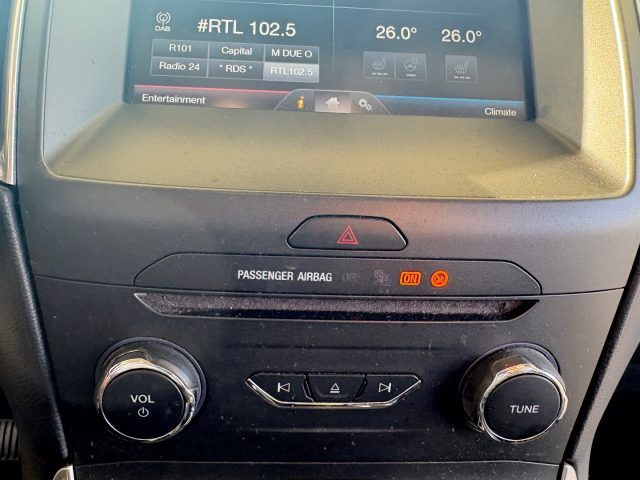 DAB
#RTL 102.5
26.0° 26.0°
R101 Capital M DUE O
Radio 24 * RDS * RTL102.5
Entertainment
i
Climate
PASSENGER AIRBAG OFF ON
VOL
TUNE